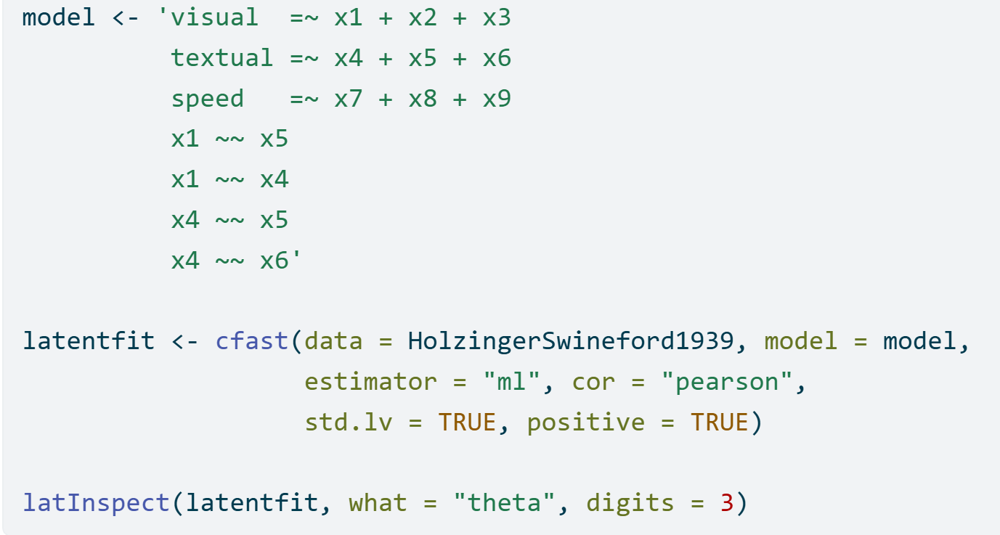 model <- 'visual  =~ x1 + x2 + x3
          textual =~ x4 + x5 + x6
          speed   =~ x7 + x8 + x9
          x1 ~~ x5
          x1 ~~ x4
          x4 ~~ x5
          x4 ~~ x6'

latentfit <- cfast(data = HolzingerSwineford1939, model = model,
                   estimator = "ml", cor = "pearson",
                   std.lv = TRUE, positive = TRUE)

latInspect(latentfit, what = "theta", digits = 3)